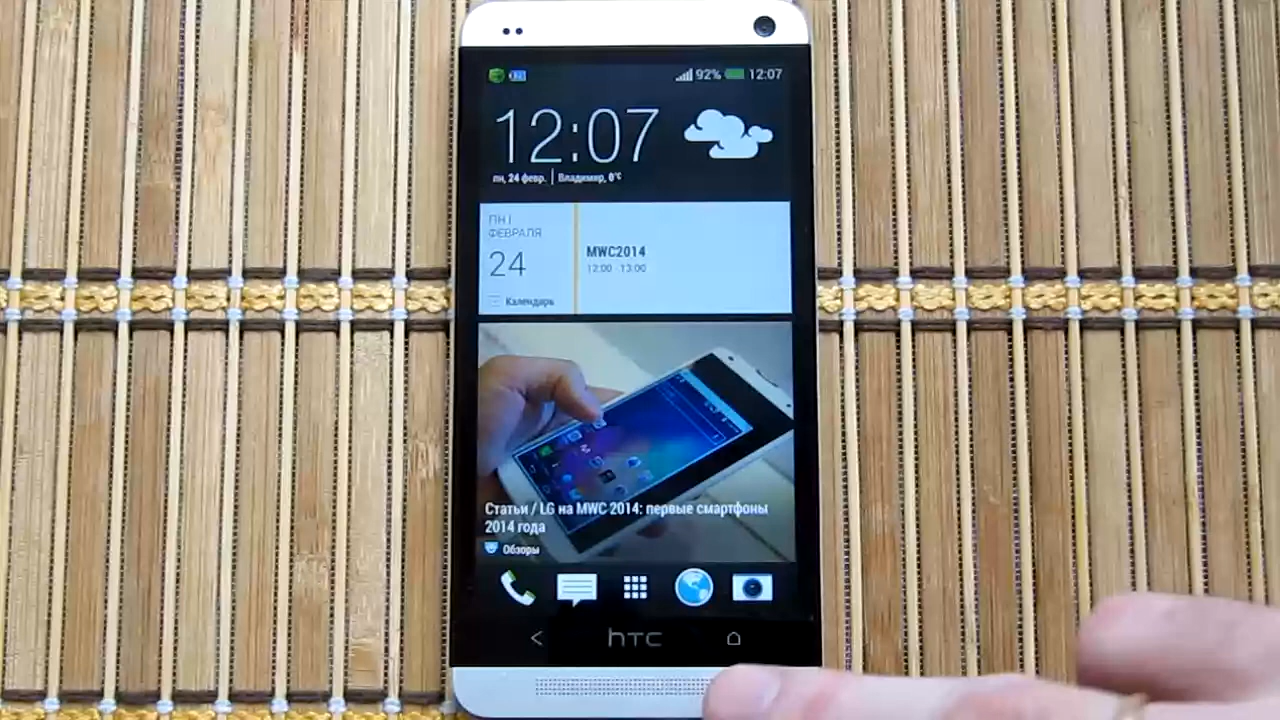 92% 12:07
12:07
пн, 24 февр. | Владимир, 0°C
ПН |
ФЕВРАЛЯ
24
Календарь
MWC2014
12:00 - 13:00
Статьи / LG на MWC 2014: первые смартфоны
2014 года
Обзоры
hTC